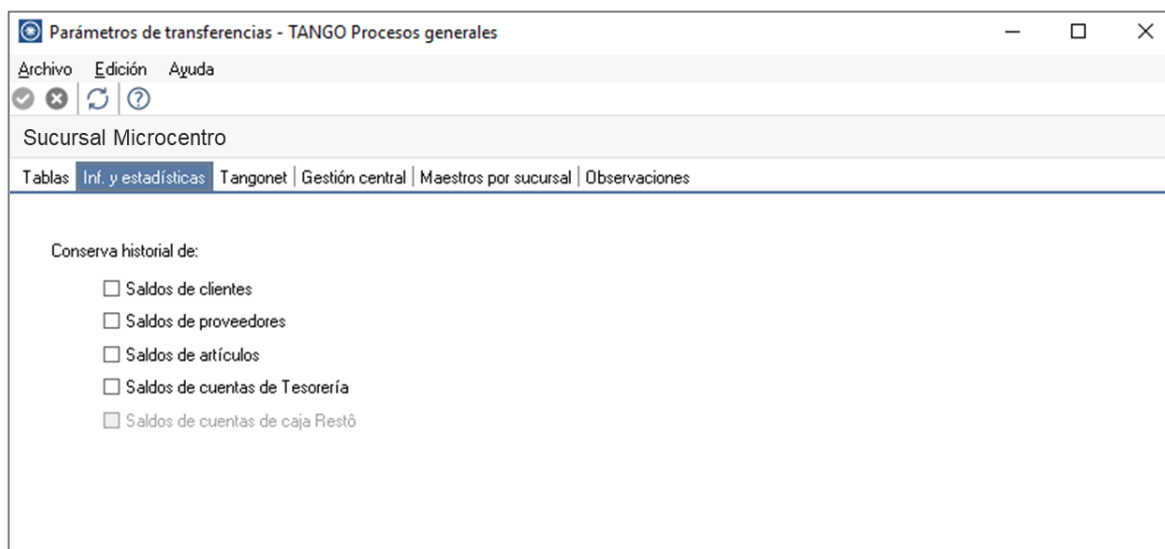 Parámetros de transferencias - TANGO Procesos generales
Archivo Edición Ayuda
Sucursal Microcentro
Tablas Inf. y estadísticas Tangonet Gestión central Maestros por sucursal Observaciones
Conserva historial de:
Saldos de clientes
Saldos de proveedores
Saldos de artículos
Saldos de cuentas de Tesorería
Saldos de cuentas de caja Restô